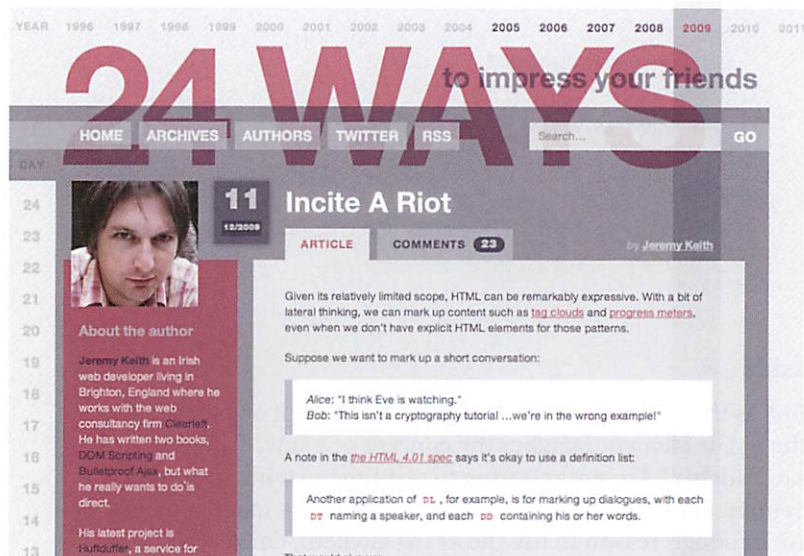 YEAR 1996 1997 1998 1999 2000 2001 2002 2003 2004 2005 2006 2007 2008 2009 2010 2011
24 WAYS
to impress your friends
HOME ARCHIVES AUTHORS TWITTER RSS Search... GO
DAY
24
23
22
21
20
19
18
17
16
15
14
13
11
12/2009
Incite A Riot
ARTICLE COMMENTS 23 by Jeremy Keith
About the author
Jeremy Keith is an Irish
web developer living in
Brighton, England where he
works with the web
consultancy firm Clearleft.
He has written two books,
DOM Scripting and
Bulletproof Ajax, but what
he really wants to do is
direct.
His latest project is
Huffduffer, a service for
Given its relatively limited scope, HTML can be remarkably expressive. With a bit of
lateral thinking, we can mark up content such as tag clouds and progress meters,
even when we don't have explicit HTML elements for those patterns.
Suppose we want to mark up a short conversation:
Alice: "I think Eve is watching."
Bob: "This isn't a cryptography tutorial ...we're in the wrong example!"
A note in the the HTML 4.01 spec says it's okay to use a definition list:
Another application of DL , for example, is for marking up dialogues, with each
DT naming a speaker, and each DD containing his or her words.